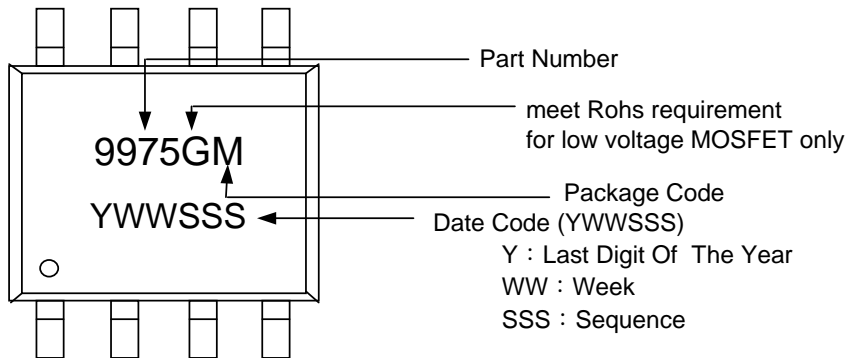 Part Number
meet Rohs requirement
for low voltage MOSFET only
9975GM
Package Code
YWWSSS
Date Code (YWWSSS)
Y：Last Digit Of The Year
WW：Week
SSS：Sequence